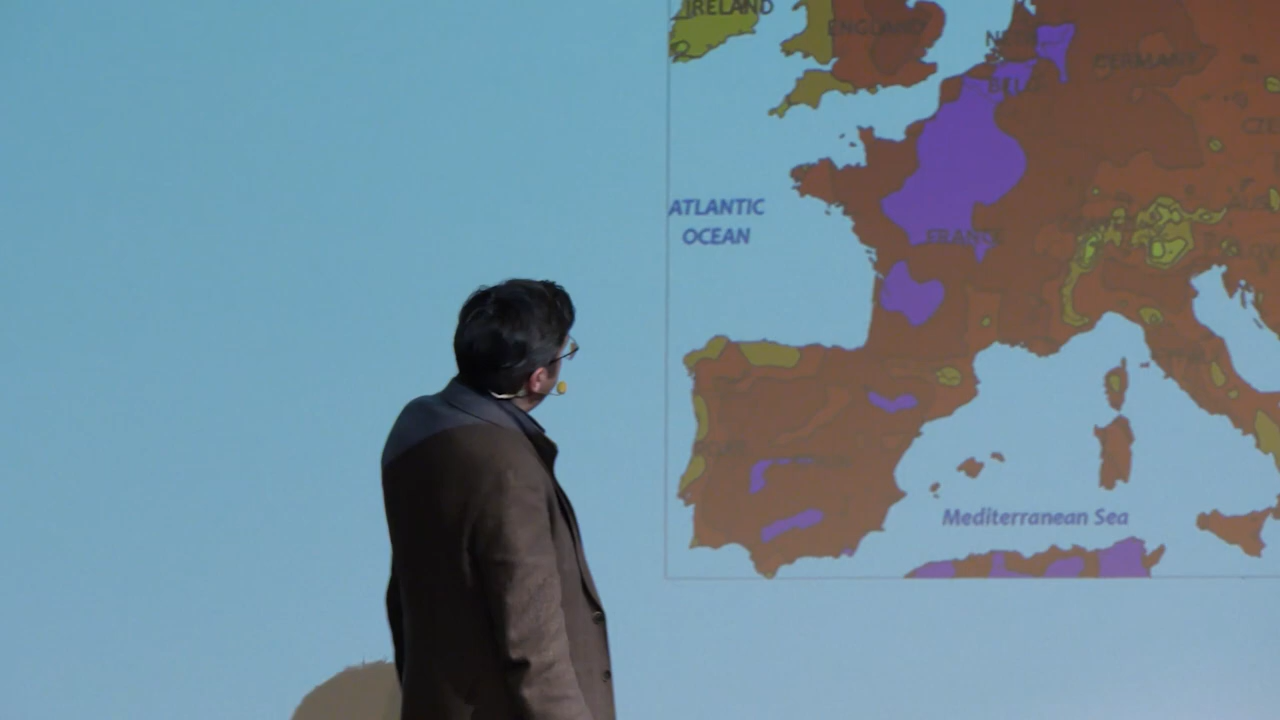 IRELAND
ENGLAND
GERMANY
ATLANTIC
OCEAN
FRANCE
Mediterranean Sea